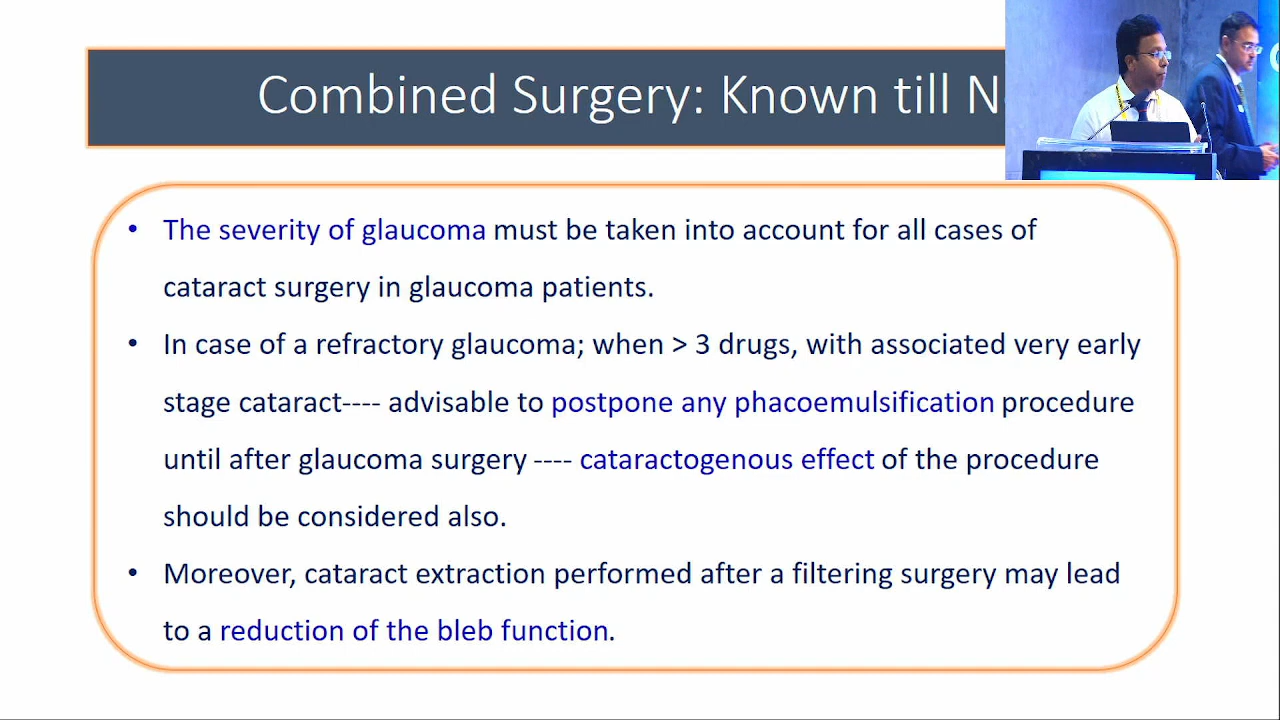 Combined Surgery: Known till
• The severity of glaucoma must be taken into account for all cases of
cataract surgery in glaucoma patients.
• In case of a refractory glaucoma; when > 3 drugs, with associated very early
stage cataract---- advisable to postpone any phacoemulsification procedure
until after glaucoma surgery ---- cataractogenous effect of the procedure
should be considered also.
• Moreover, cataract extraction performed after a filtering surgery may lead
to a reduction of the bleb function.